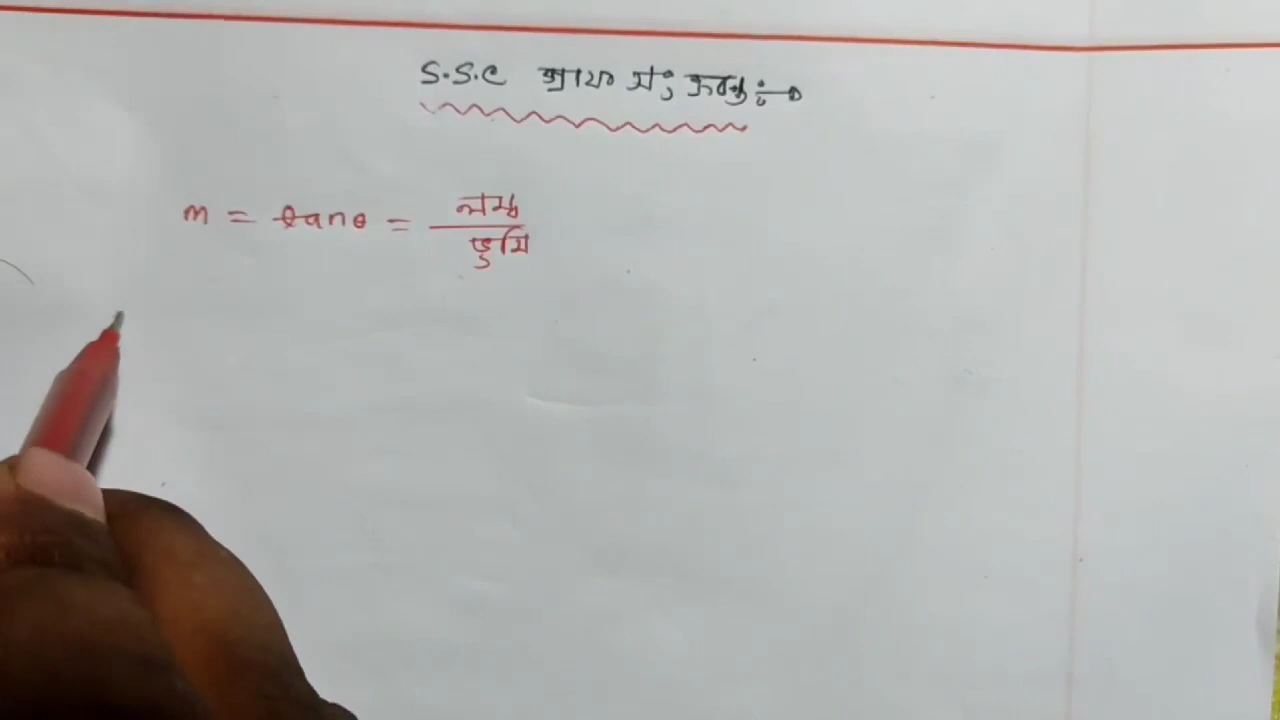 S.S.C গ্রাফ সং
m = tanθ = লম্ব / ভুমি